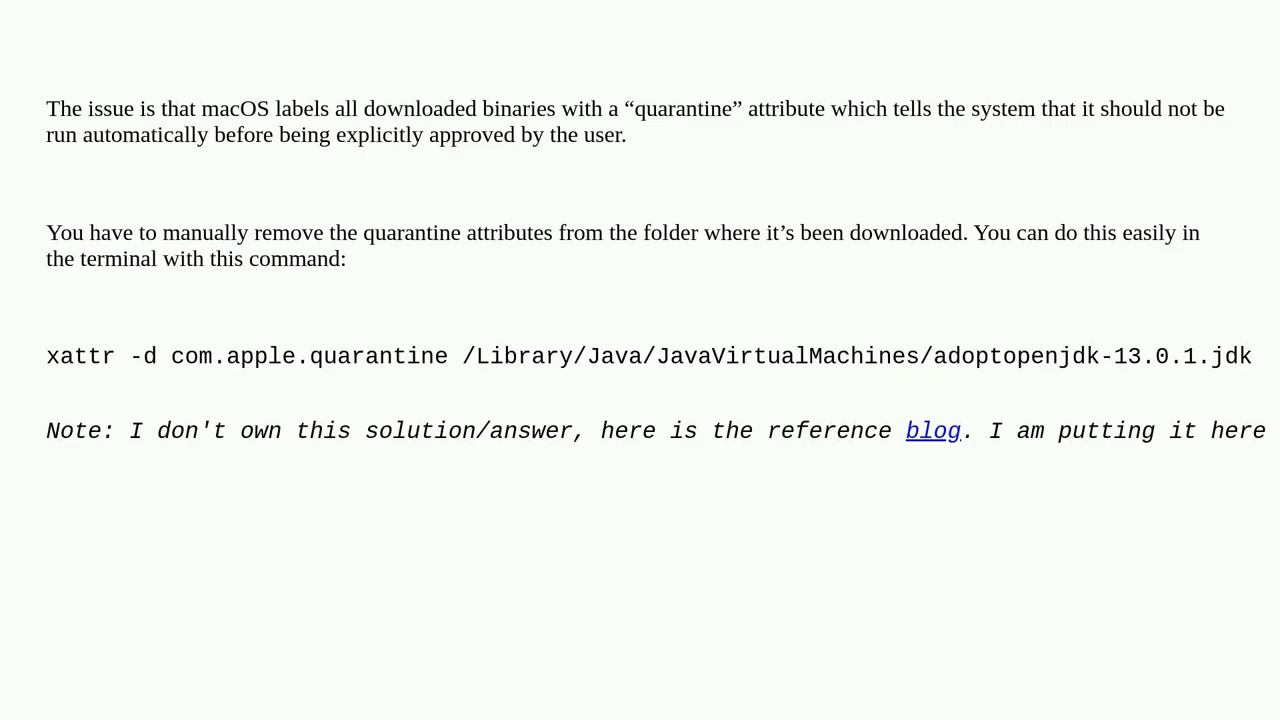 The issue is that macOS labels all downloaded binaries with a “quarantine” attribute which tells the system that it should not be
run automatically before being explicitly approved by the user.
You have to manually remove the quarantine attributes from the folder where it’s been downloaded. You can do this easily in
the terminal with this command:
xattr -d com.apple.quarantine /Library/Java/JavaVirtualMachines/adoptopenjdk-13.0.1.jdk
Note: I don't own this solution/answer, here is the reference blog. I am putting it here